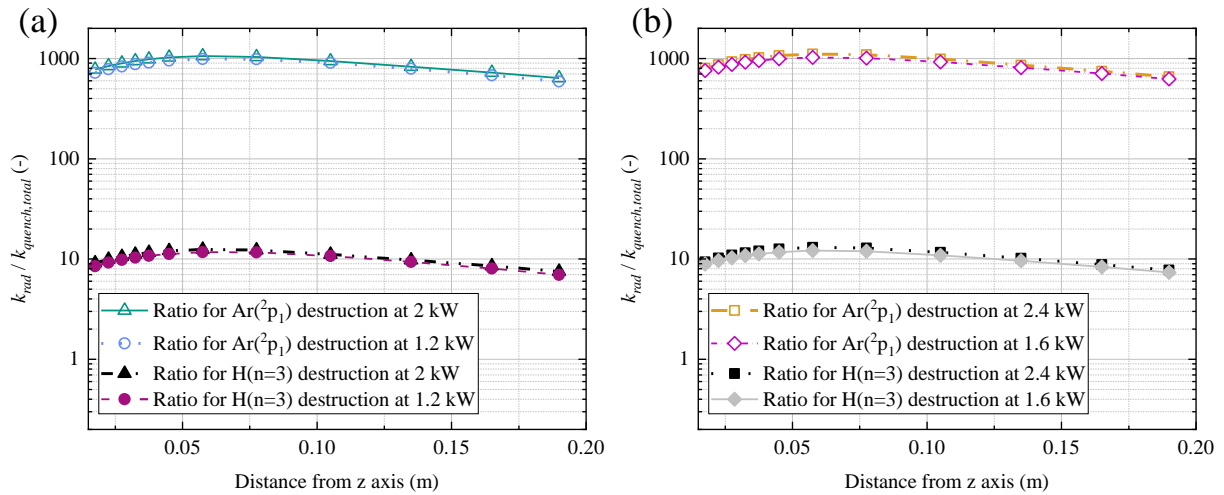 (a)
1000
100
10
1
k_rad / k_quench,total (-)
Ratio for Ar(²p₁) destruction at 2 kW
Ratio for Ar(²p₁) destruction at 1.2 kW
Ratio for H(n=3) destruction at 2 kW
Ratio for H(n=3) destruction at 1.2 kW
0.05 0.10 0.15 0.20
Distance from z axis (m)
(b)
1000
100
10
1
k_rad / k_quench,total (-)
Ratio for Ar(²p₁) destruction at 2.4 kW
Ratio for Ar(²p₁) destruction at 1.6 kW
Ratio for H(n=3) destruction at 2.4 kW
Ratio for H(n=3) destruction at 1.6 kW
0.05 0.10 0.15 0.20
Distance from z axis (m)